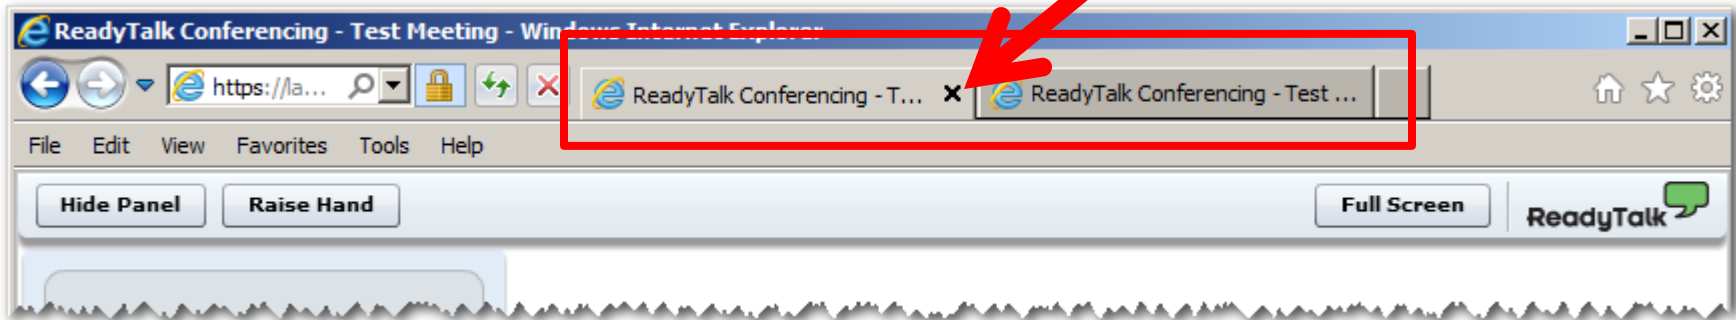 ReadyTalk Conferencing - Test Meeting - Windows Internet Explorer
https://la... ReadyTalk Conferencing - T... ReadyTalk Conferencing - Test ...
File Edit View Favorites Tools Help
Hide Panel Raise Hand Full Screen ReadyTalk